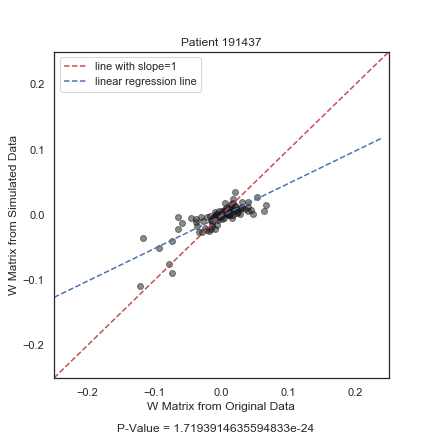 Patient 191437
line with slope=1
linear regression line
W Matrix from Simulated Data
0.2
0.1
0.0
−0.1
−0.2
−0.2
−0.1
0.0
0.1
0.2
W Matrix from Original Data
P-Value = 1.7193914635594833e-24